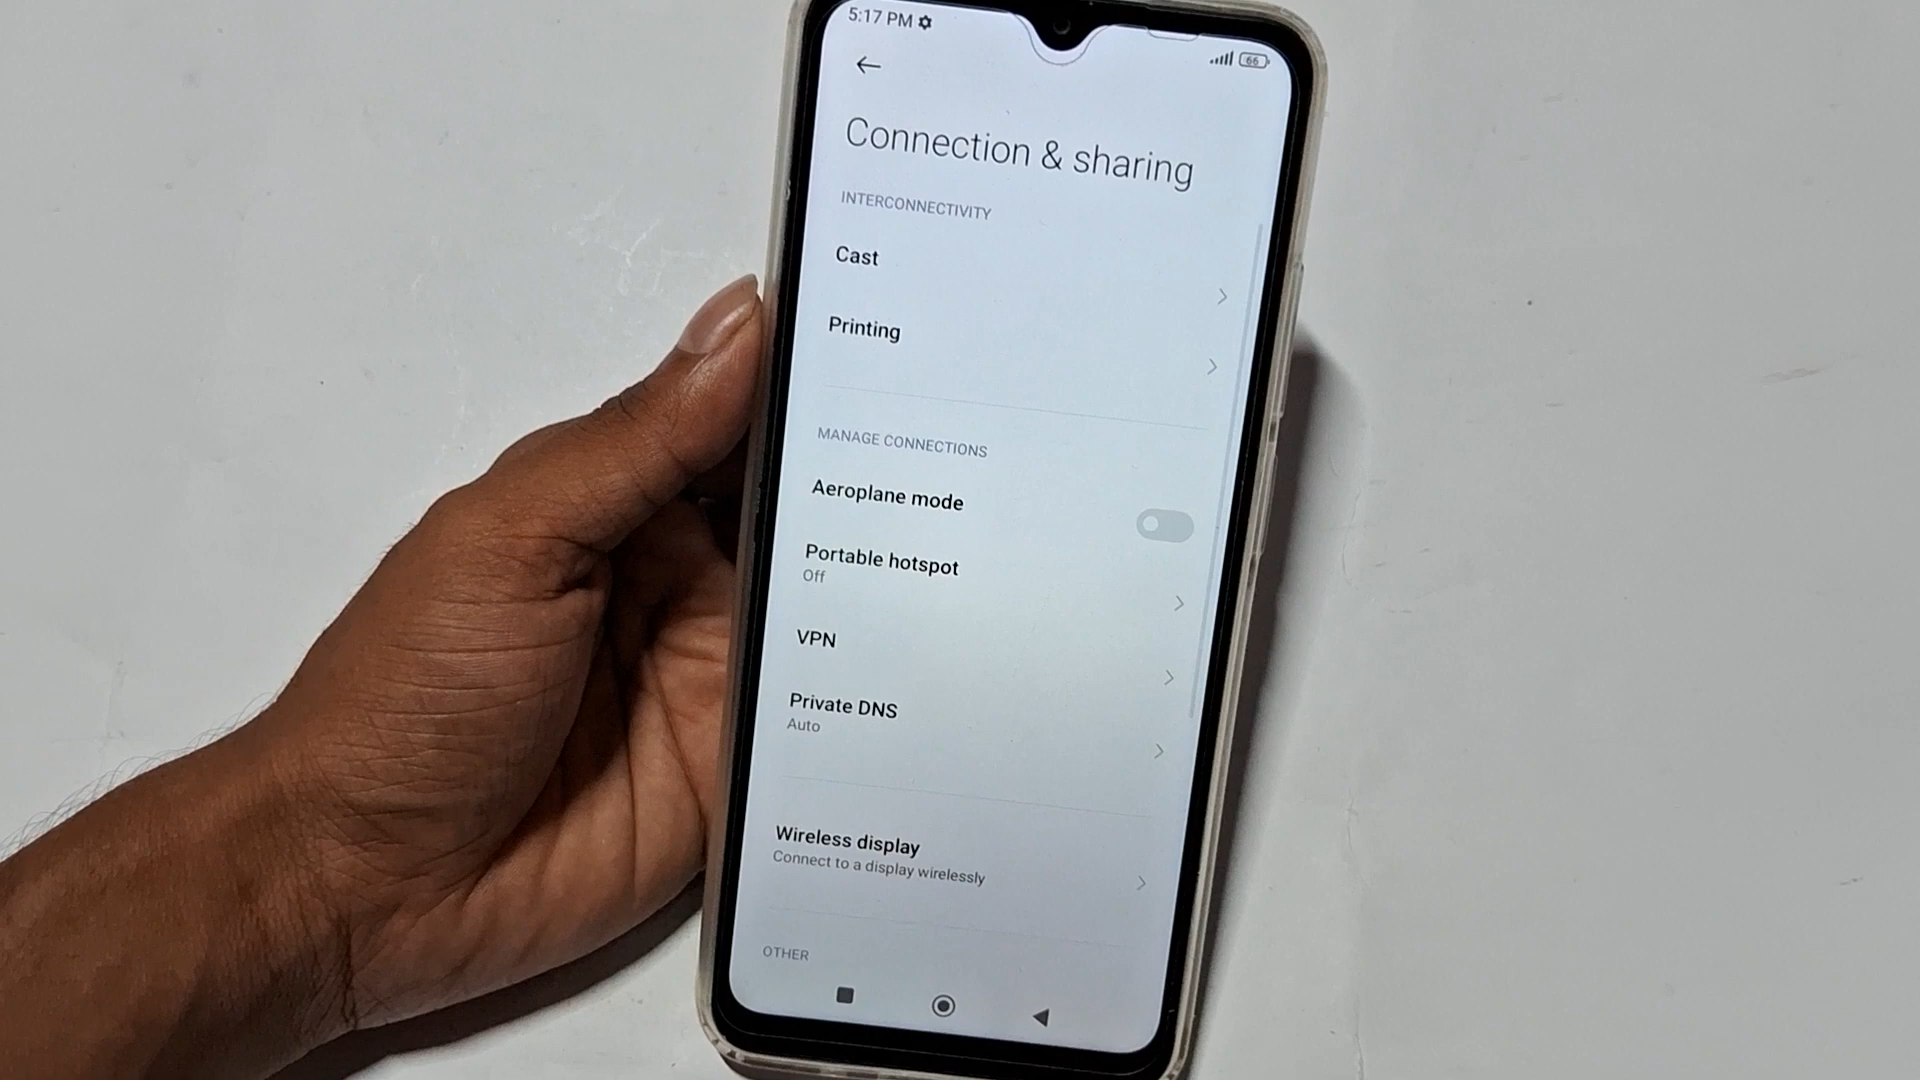 5:17 PM
66
Connection & sharing
INTERCONNECTIVITY
Cast
Printing
MANAGE CONNECTIONS
Aeroplane mode
Portable hotspot
Off
VPN
Private DNS
Auto
Wireless display
Connect to a display wirelessly
OTHER